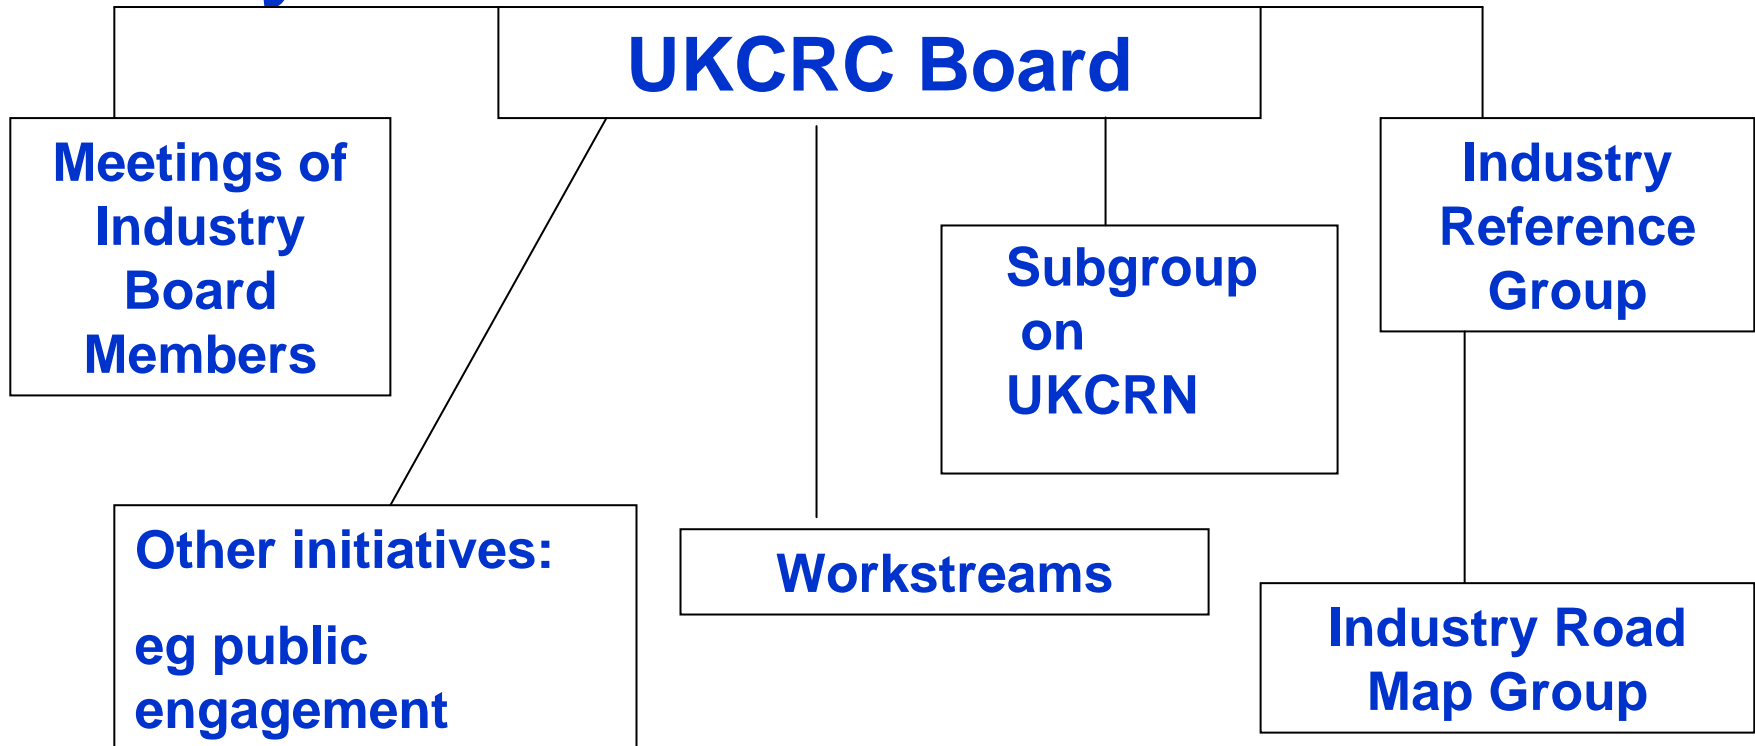 UKCRC Board
Meetings of
Industry
Board
Members
Industry
Reference
Group
Subgroup
on
UKCRN
Other initiatives:
eg public
engagement
Workstreams
Industry Road
Map Group